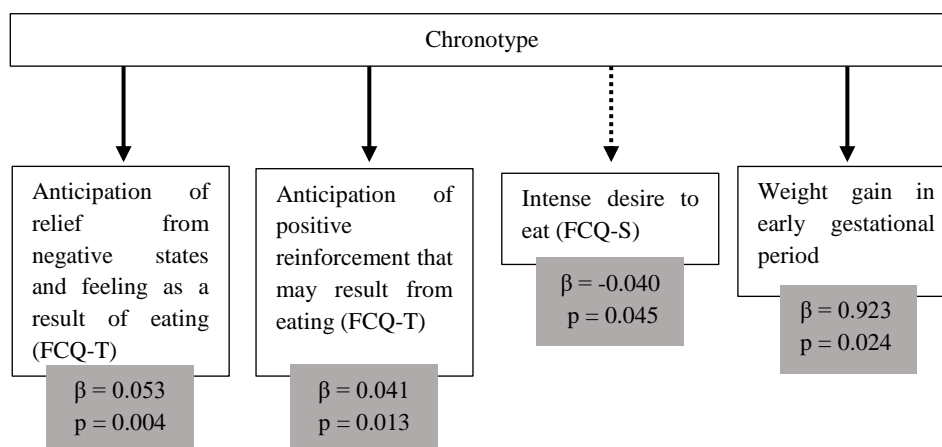 Chronotype
Anticipation of
relief from
negative states
and feeling as a
result of eating
(FCQ-T)
β = 0.053
p = 0.004
Anticipation of
positive
reinforcement that
may result from
eating (FCQ-T)
β = 0.041
p = 0.013
Intense desire to
eat (FCQ-S)
β = -0.040
p = 0.045
Weight gain in
early gestational
period
β = 0.923
p = 0.024